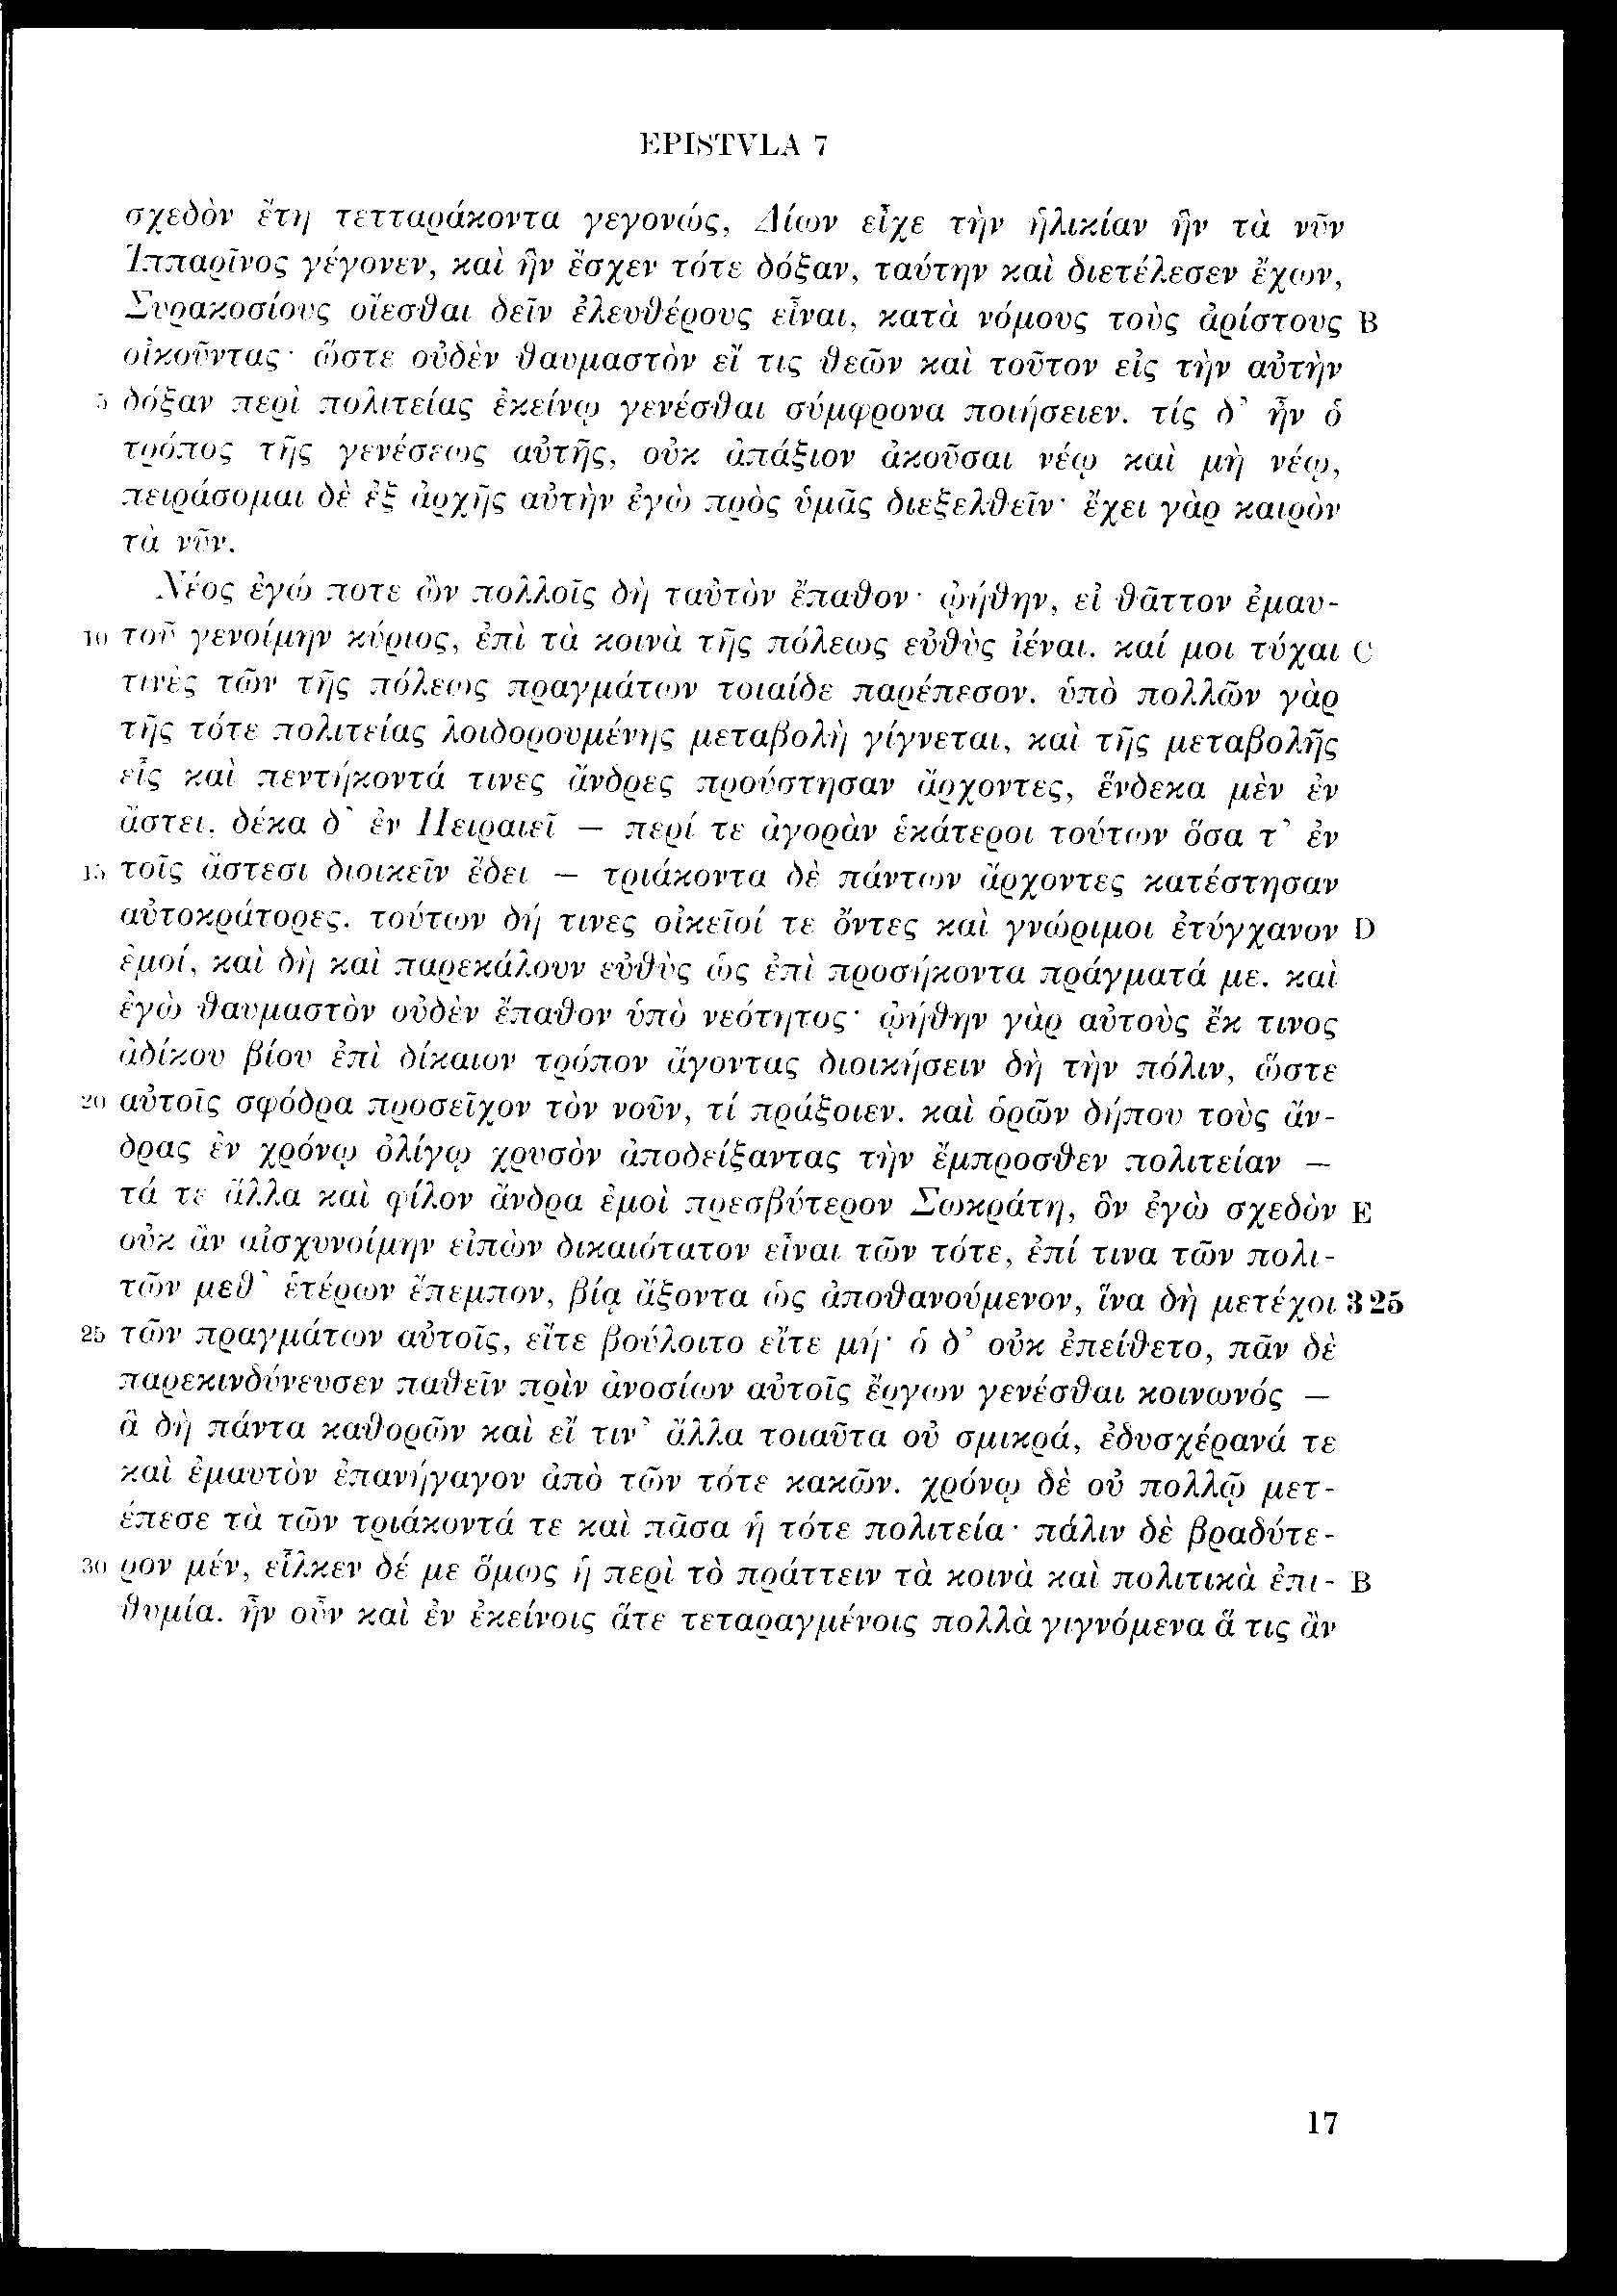 EPISTVLA 7
σχεδὸν ἔτη τετταράκοντα γεγονώς, Δίων εἶχε τὴν ἡλικίαν ἣν τὰ νῦν
Ἱππαρῖνος γέγονεν, καὶ ἣν ἔσχεν τότε δόξαν, ταύτην καὶ διετέλεσεν ἔχων,
Συρακοσίους οἴεσθαι δεῖν ἐλευθέρους εἶναι, κατὰ νόμους τοὺς ἀρίστους B
οἰκοῦντας· ὥστε οὐδὲν θαυμαστὸν εἴ τις θεῶν καὶ τοῦτον εἰς τὴν αὐτὴν
5 δόξαν περὶ πολιτείας ἐκείνῳ γενέσθαι σύμφρονα ποιήσειεν. τίς δ' ἦν ὁ
τρόπος τῆς γενέσεως αὐτῆς, οὐκ ἀπάξιον ἀκοῦσαι νέῳ καὶ μὴ νέῳ,
πειράσομαι δὲ ἐξ ἀρχῆς αὐτὴν ἐγὼ πρὸς ὑμᾶς διεξελθεῖν· ἔχει γὰρ καιρὸν
τὰ νῦν.
Νέος ἐγώ ποτε ὢν πολλοῖς δὴ ταὐτὸν ἔπαθον· ᾠήθην, εἰ θᾶττον ἐμαυ-
10 τοῦ γενοίμην κύριος, ἐπὶ τὰ κοινὰ τῆς πόλεως εὐθὺς ἰέναι. καί μοι τύχαι C
τινὲς τῶν τῆς πόλεως πραγμάτων τοιαίδε παρέπεσον. ὑπὸ πολλῶν γὰρ
τῆς τότε πολιτείας λοιδορουμένης μεταβολὴ γίγνεται, καὶ τῆς μεταβολῆς
εἷς καὶ πεντήκοντά τινες ἄνδρες προύστησαν ἄρχοντες, ἕνδεκα μὲν ἐν
ἄστει, δέκα δ' ἐν Πειραιεῖ – περί τε ἀγορὰν ἑκάτεροι τούτων ὅσα τ' ἐν
15 τοῖς ἄστεσι διοικεῖν ἔδει – τριάκοντα δὲ πάντων ἄρχοντες κατέστησαν
αὐτοκράτορες. τούτων δή τινες οἰκεῖοί τε ὄντες καὶ γνώριμοι ἐτύγχανον D
ἐμοί, καὶ δὴ καὶ παρεκάλουν εὐθὺς ὡς ἐπὶ προσήκοντα πράγματά με. καὶ
ἐγὼ θαυμαστὸν οὐδὲν ἔπαθον ὑπὸ νεότητος· ᾠήθην γὰρ αὐτοὺς ἔκ τινος
ἀδίκου βίου ἐπὶ δίκαιον τρόπον ἄγοντας διοικήσειν δὴ τὴν πόλιν, ὥστε
20 αὐτοῖς σφόδρα προσεῖχον τὸν νοῦν, τί πράξοιεν. καὶ ὁρῶν δήπου τοὺς ἄν-
δρας ἐν χρόνῳ ὀλίγῳ χρυσὸν ἀποδείξαντας τὴν ἔμπροσθεν πολιτείαν –
τά τε ἄλλα καὶ φίλον ἄνδρα ἐμοὶ πρεσβύτερον Σωκράτη, ὃν ἐγὼ σχεδὸν E
οὐκ ἂν αἰσχυνοίμην εἰπὼν δικαιότατον εἶναι τῶν τότε, ἐπί τινα τῶν πολι-
τῶν μεθ' ἑτέρων ἔπεμπον, βίᾳ ἄξοντα ὡς ἀποθανούμενον, ἵνα δὴ μετέχοι 325
25 τῶν πραγμάτων αὐτοῖς, εἴτε βούλοιτο εἴτε μή· ὁ δ' οὐκ ἐπείθετο, πᾶν δὲ
παρεκινδύνευσεν παθεῖν πρὶν ἀνοσίων αὐτοῖς ἔργων γενέσθαι κοινωνός –
ἃ δὴ πάντα καθορῶν καὶ εἴ τιν' ἄλλα τοιαῦτα οὐ σμικρά, ἐδυσχέρανά τε
καὶ ἐμαυτὸν ἐπανήγαγον ἀπὸ τῶν τότε κακῶν. χρόνῳ δὲ οὐ πολλῷ μετ-
έπεσε τὰ τῶν τριάκοντά τε καὶ πᾶσα ἡ τότε πολιτεία· πάλιν δὲ βραδύτε-
30 ρον μέν, εἷλκεν δέ με ὅμως ἡ περὶ τὸ πράττειν τὰ κοινὰ καὶ πολιτικὰ ἐπι- B
θυμία. ἦν οὖν καὶ ἐν ἐκείνοις ἅτε τεταραγμένοις πολλὰ γιγνόμενα ἅ τις ἂν
17